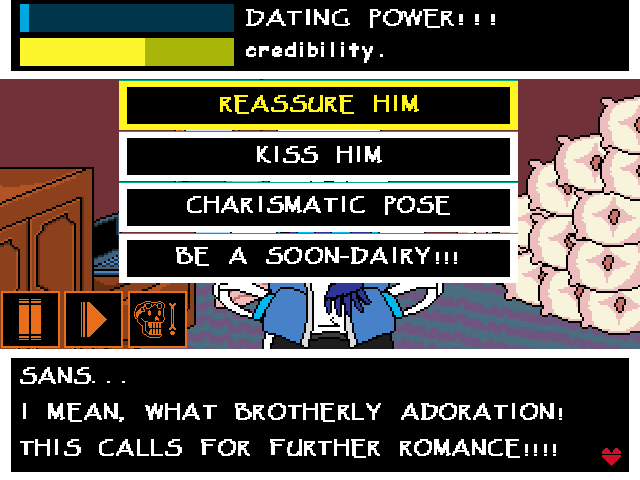 DATING POWER!!!
credibility.
REASSURE HIM
KISS HIM
CHARISMATIC POSE
BE A SOON-DAIRY!!!
SANS...
I MEAN, WHAT BROTHERLY ADORATION!
THIS CALLS FOR FURTHER ROMANCE!!!!